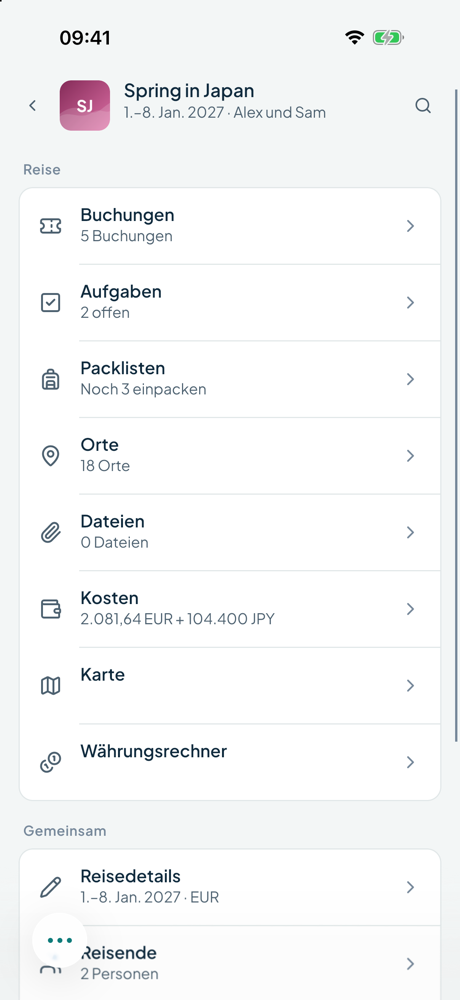 09:41
SJ
Spring in Japan
1.–8. Jan. 2027 · Alex und Sam
Reise
Buchungen
5 Buchungen
Aufgaben
2 offen
Packlisten
Noch 3 einpacken
Orte
18 Orte
Dateien
0 Dateien
Kosten
2.081,64 EUR + 104.400 JPY
Karte
Währungsrechner
Gemeinsam
Reisedetails
1.–8. Jan. 2027 · EUR
Reisende
2 Personen